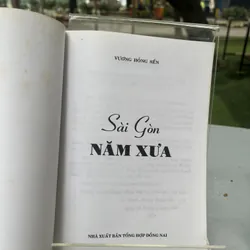 VƯƠNG HỒNG SỂN
Sài Gòn
NĂM XƯA
NHÀ XUẤT BẢN TỔNG HỢP ĐỒNG NAI